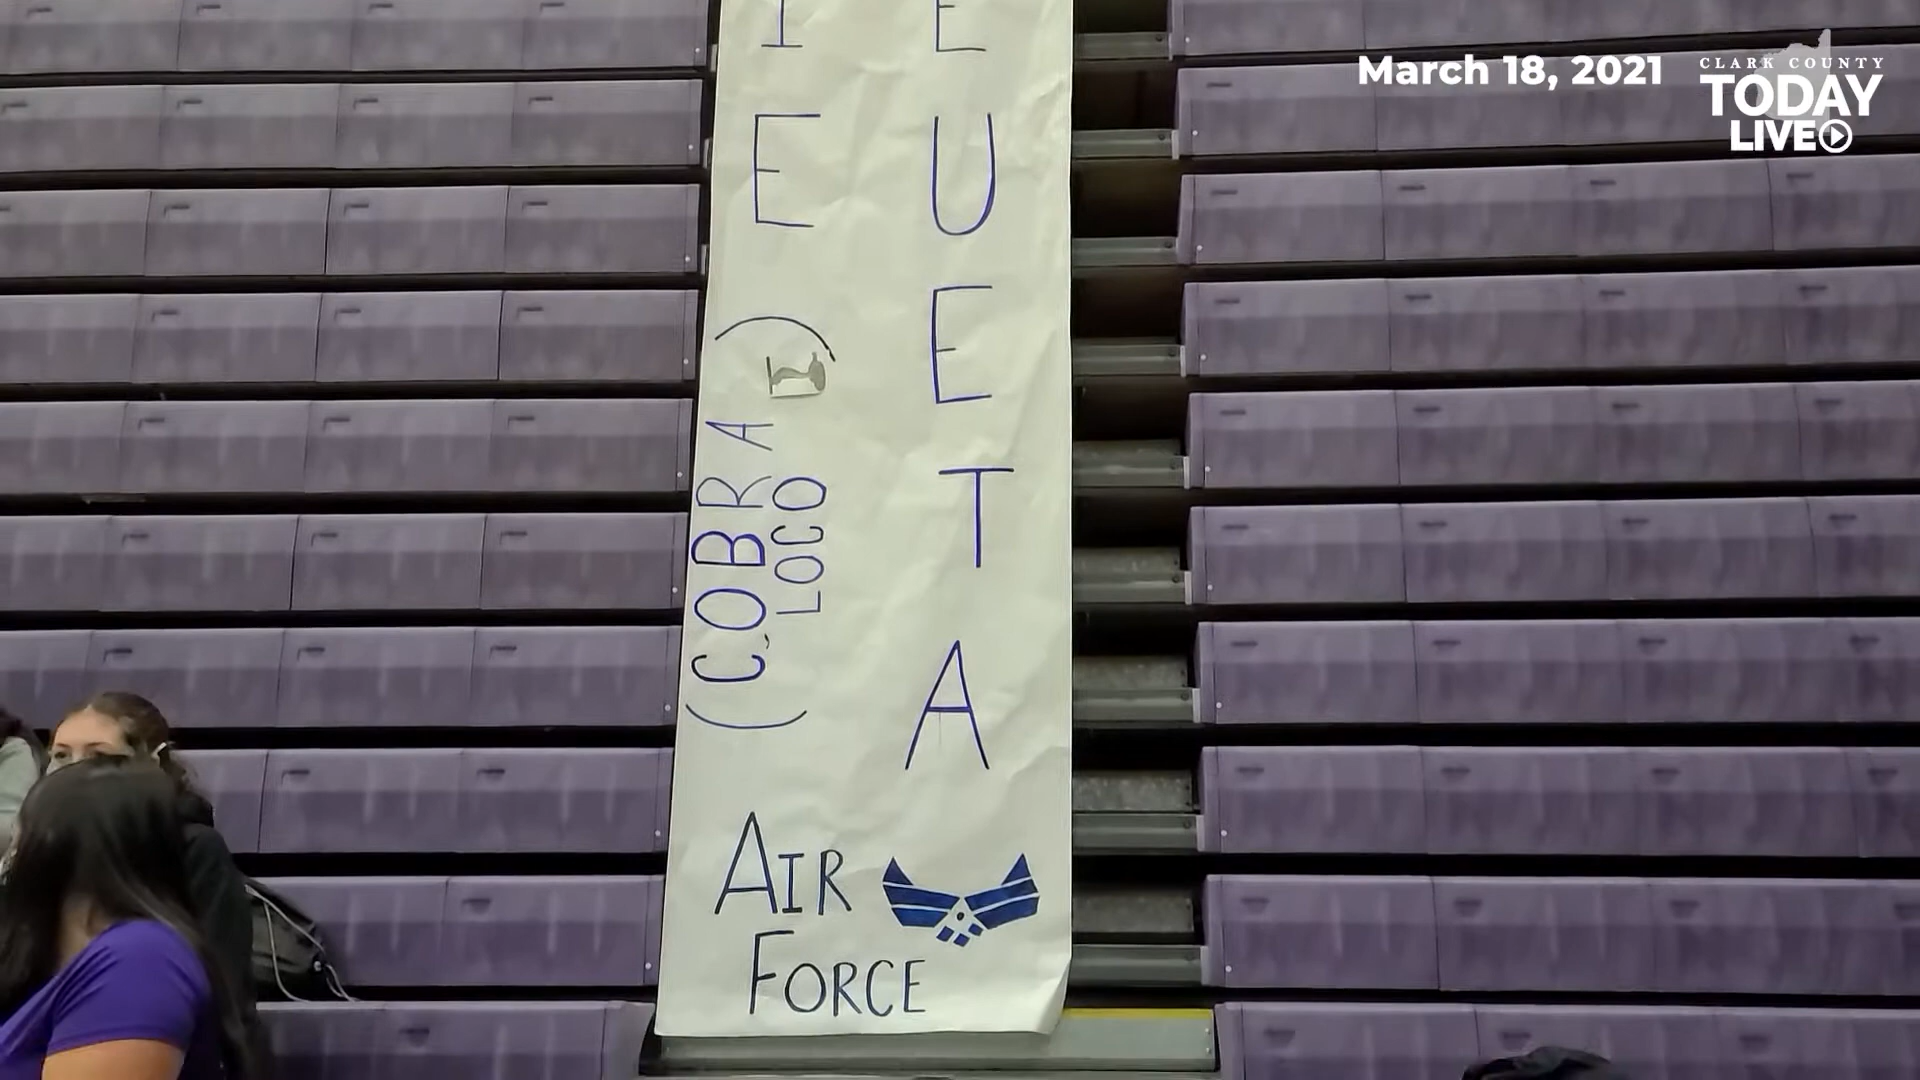 March 18, 2021
CLARK COUNTY
TODAY
LIVE
I
E
E
U
E
T
A
(COBRA
LOCO)
AIR
FORCE